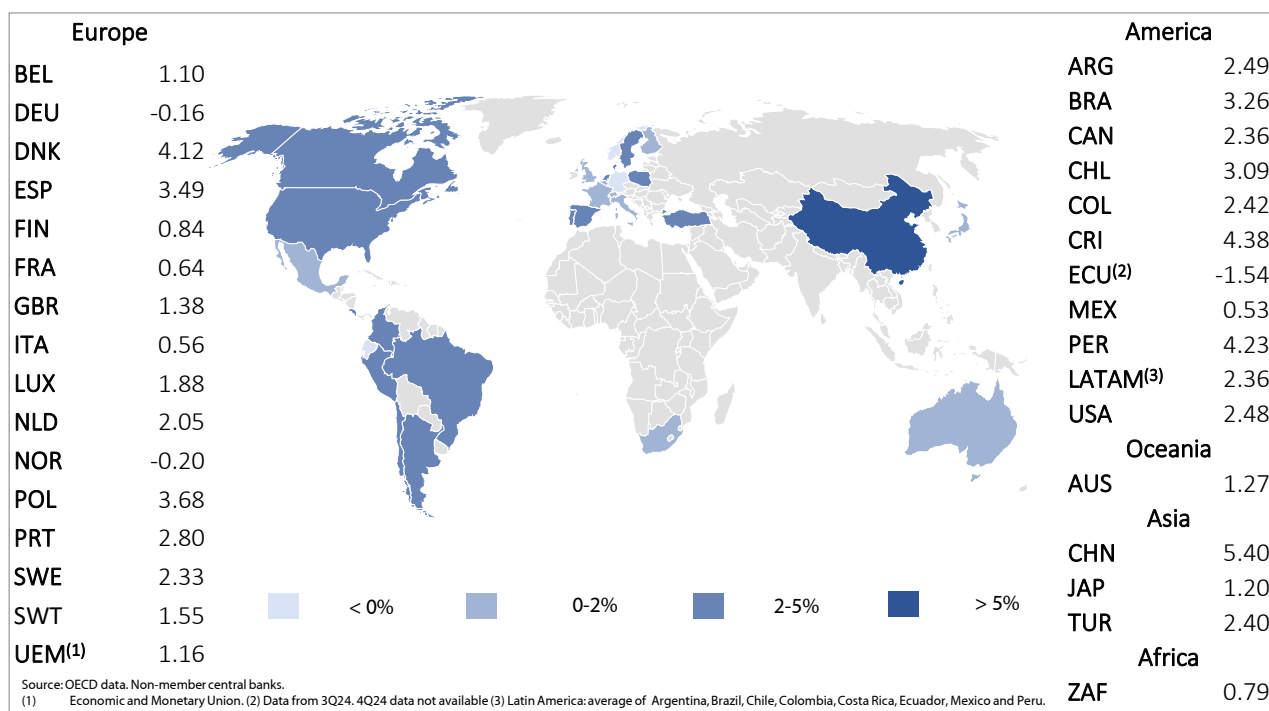 Europe
BEL 1.10
DEU -0.16
DNK 4.12
ESP 3.49
FIN 0.84
FRA 0.64
GBR 1.38
ITA 0.56
LUX 1.88
NLD 2.05
NOR -0.20
POL 3.68
PRT 2.80
SWE 2.33
SWT 1.55
UEM(1) 1.16
< 0% 0-2% 2-5% > 5%
America
ARG 2.49
BRA 3.26
CAN 2.36
CHL 3.09
COL 2.42
CRI 4.38
ECU(2) -1.54
MEX 0.53
PER 4.23
LATAM(3) 2.36
USA 2.48
Oceania
AUS 1.27
Asia
CHN 5.40
JAP 1.20
TUR 2.40
Africa
ZAF 0.79
Source: OECD data. Non-member central banks.
(1) Economic and Monetary Union. (2) Data from 3Q24. 4Q24 data not available (3) Latin America: average of Argentina, Brazil, Chile, Colombia, Costa Rica, Ecuador, Mexico and Peru.